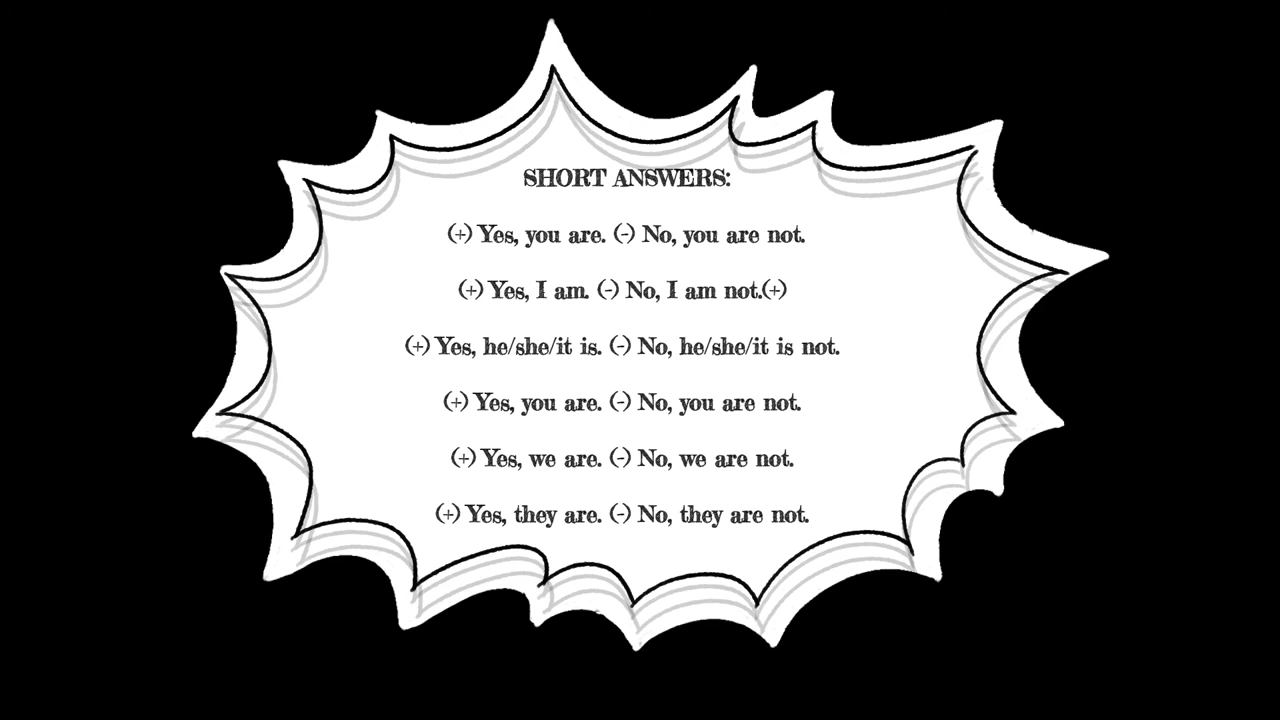 SHORT ANSWERS:
(+) Yes, you are. (-) No, you are not.
(+) Yes, I am. (-) No, I am not.(+)
(+) Yes, he/she/it is. (-) No, he/she/it is not.
(+) Yes, you are. (-) No, you are not.
(+) Yes, we are. (-) No, we are not.
(+) Yes, they are. (-) No, they are not.